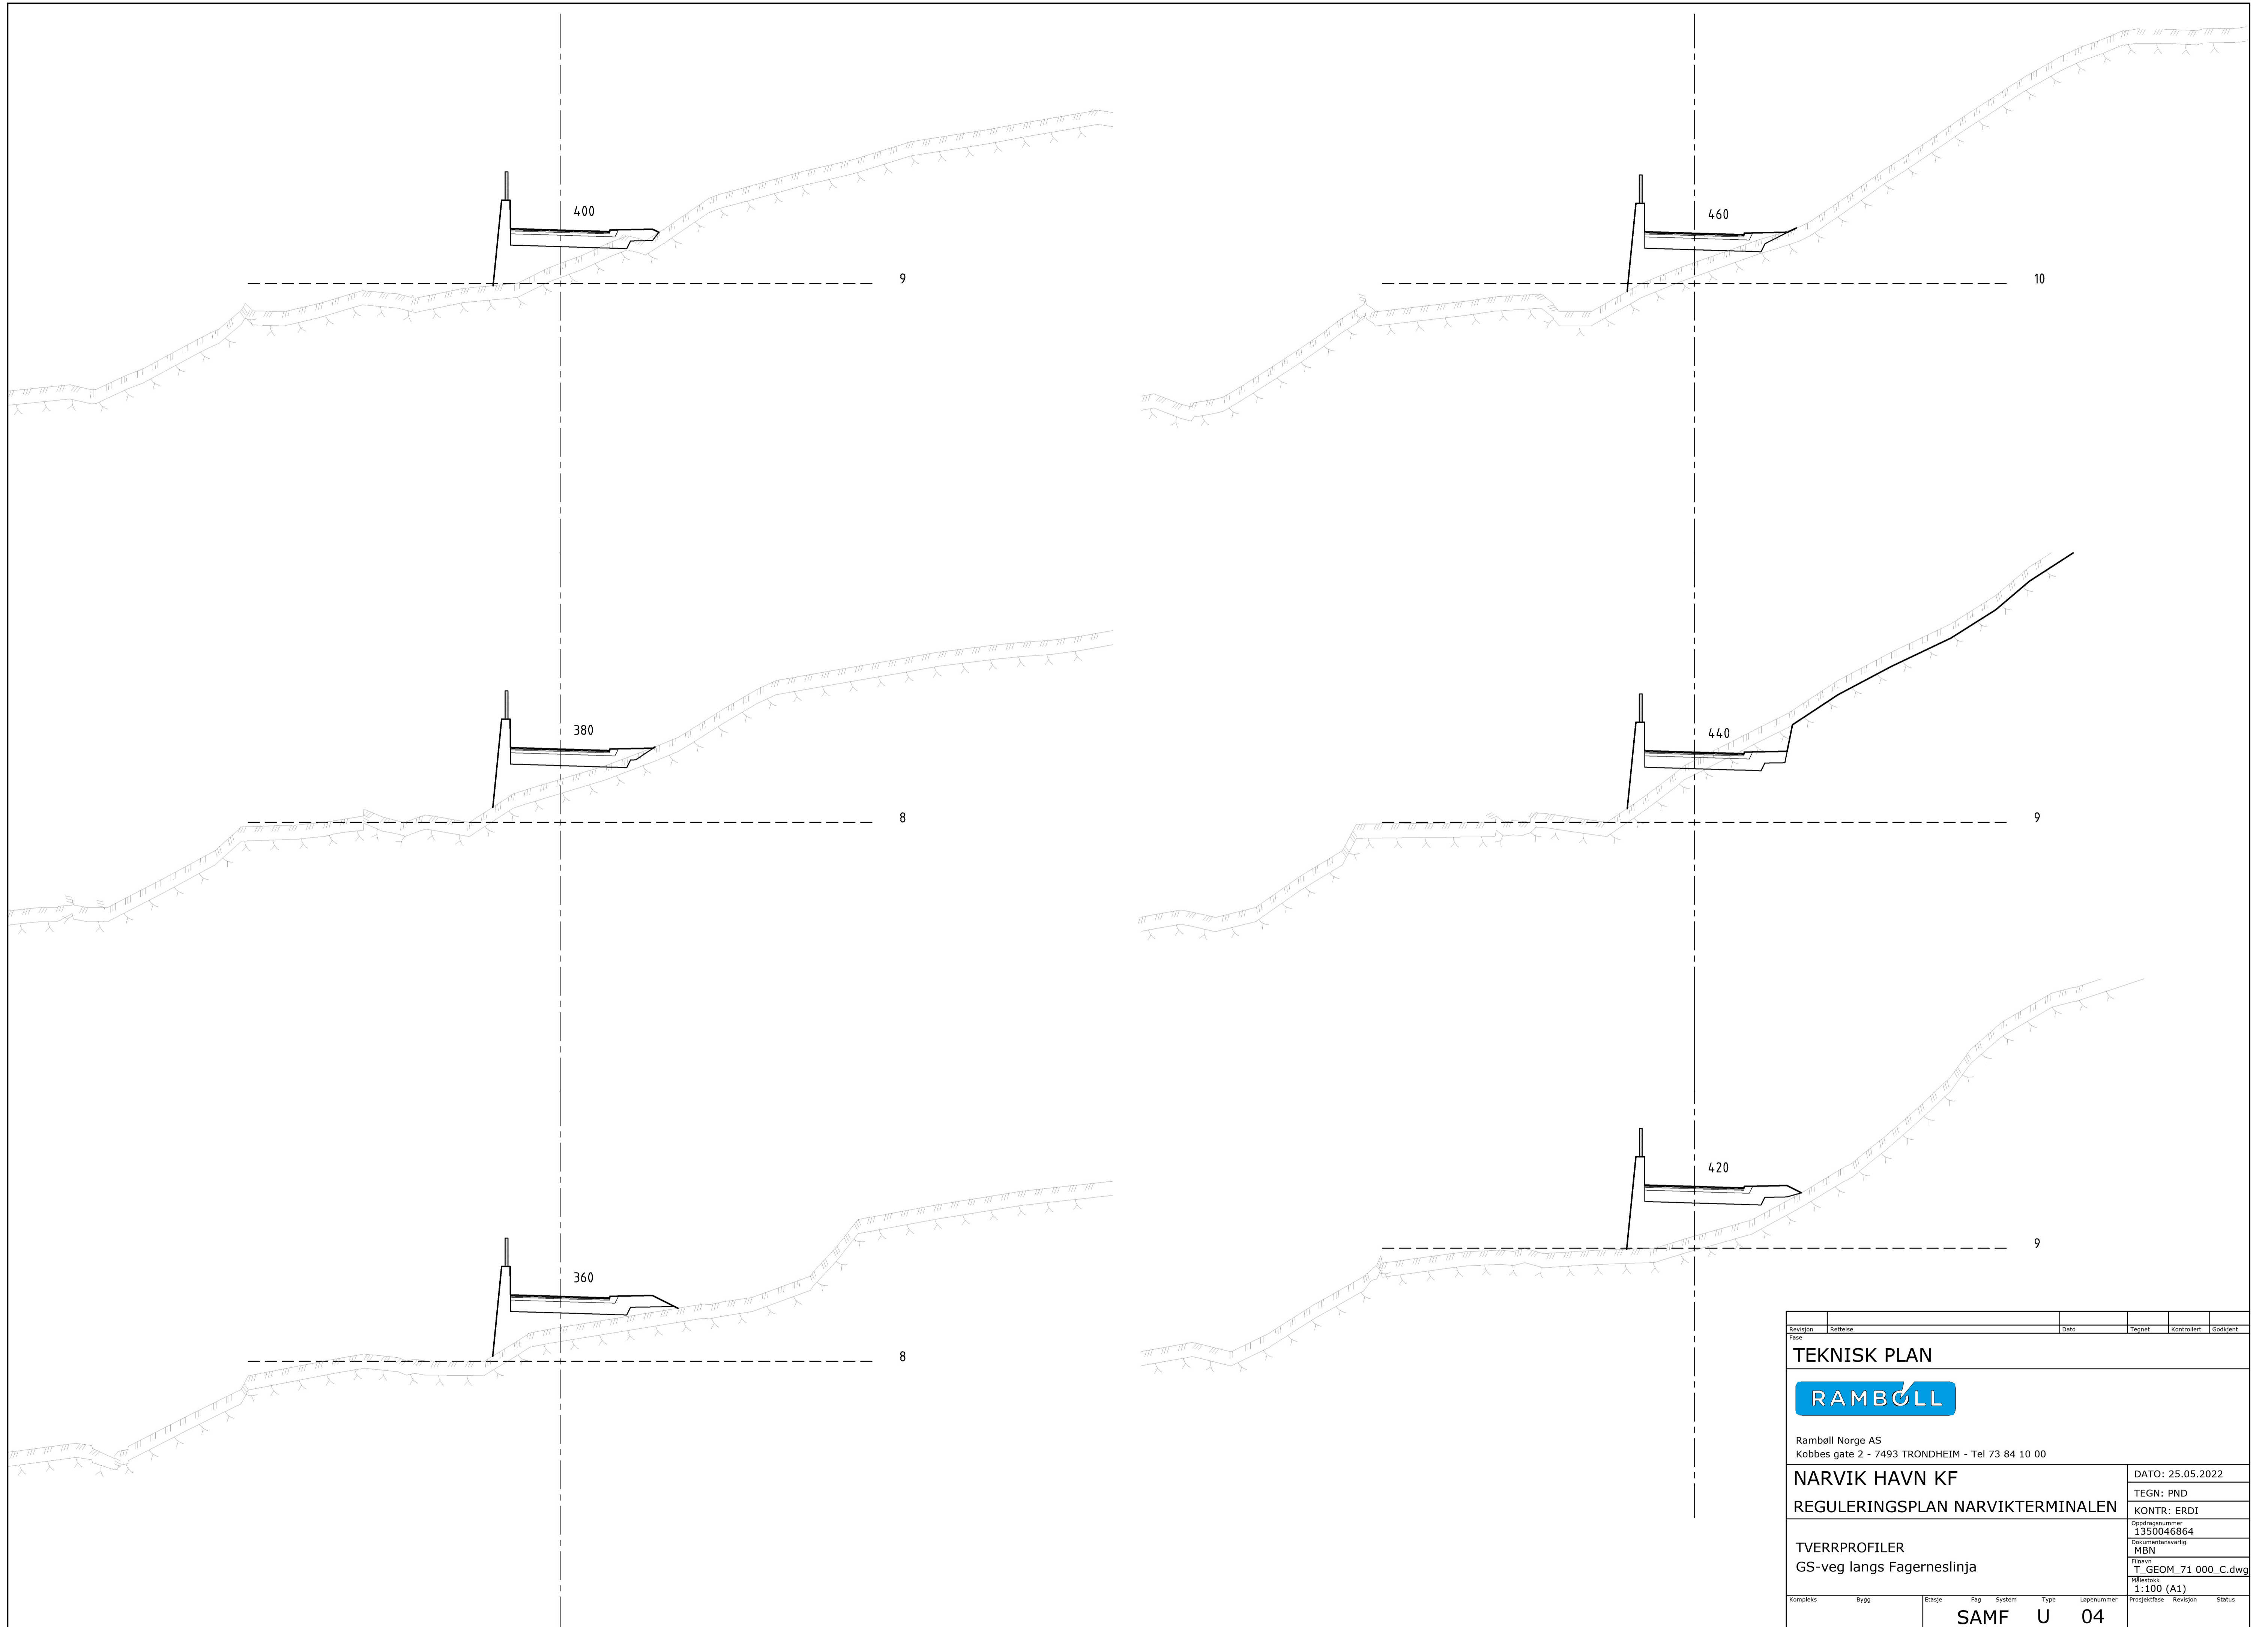 400
9
460
10
380
8
440
9
360
8
420
9
Revisjon Rettelse Dato Tegnet Kontrollert Godkjent
Fase
TEKNISK PLAN
RAMBOLL
Rambøll Norge AS
Kobbes gate 2 - 7493 TRONDHEIM - Tel 73 84 10 00
NARVIK HAVN KF
REGULERINGSPLAN NARVIKTERMINALEN
DATO: 25.05.2022
TEGN: PND
KONTR: ERDI
Oppdragsnummer
1350046864
Dokumentansvarlig
MBN
Filnavn
T_GEOM_71 000_C.dwg
Målestokk
1:100 (A1)
TVERRPROFILER
GS-veg langs Fagerneslinja
Kompleks Bygg Etasje Fag System Type Løpenummer Prosjektfase Revisjon Status
SAMF U 04